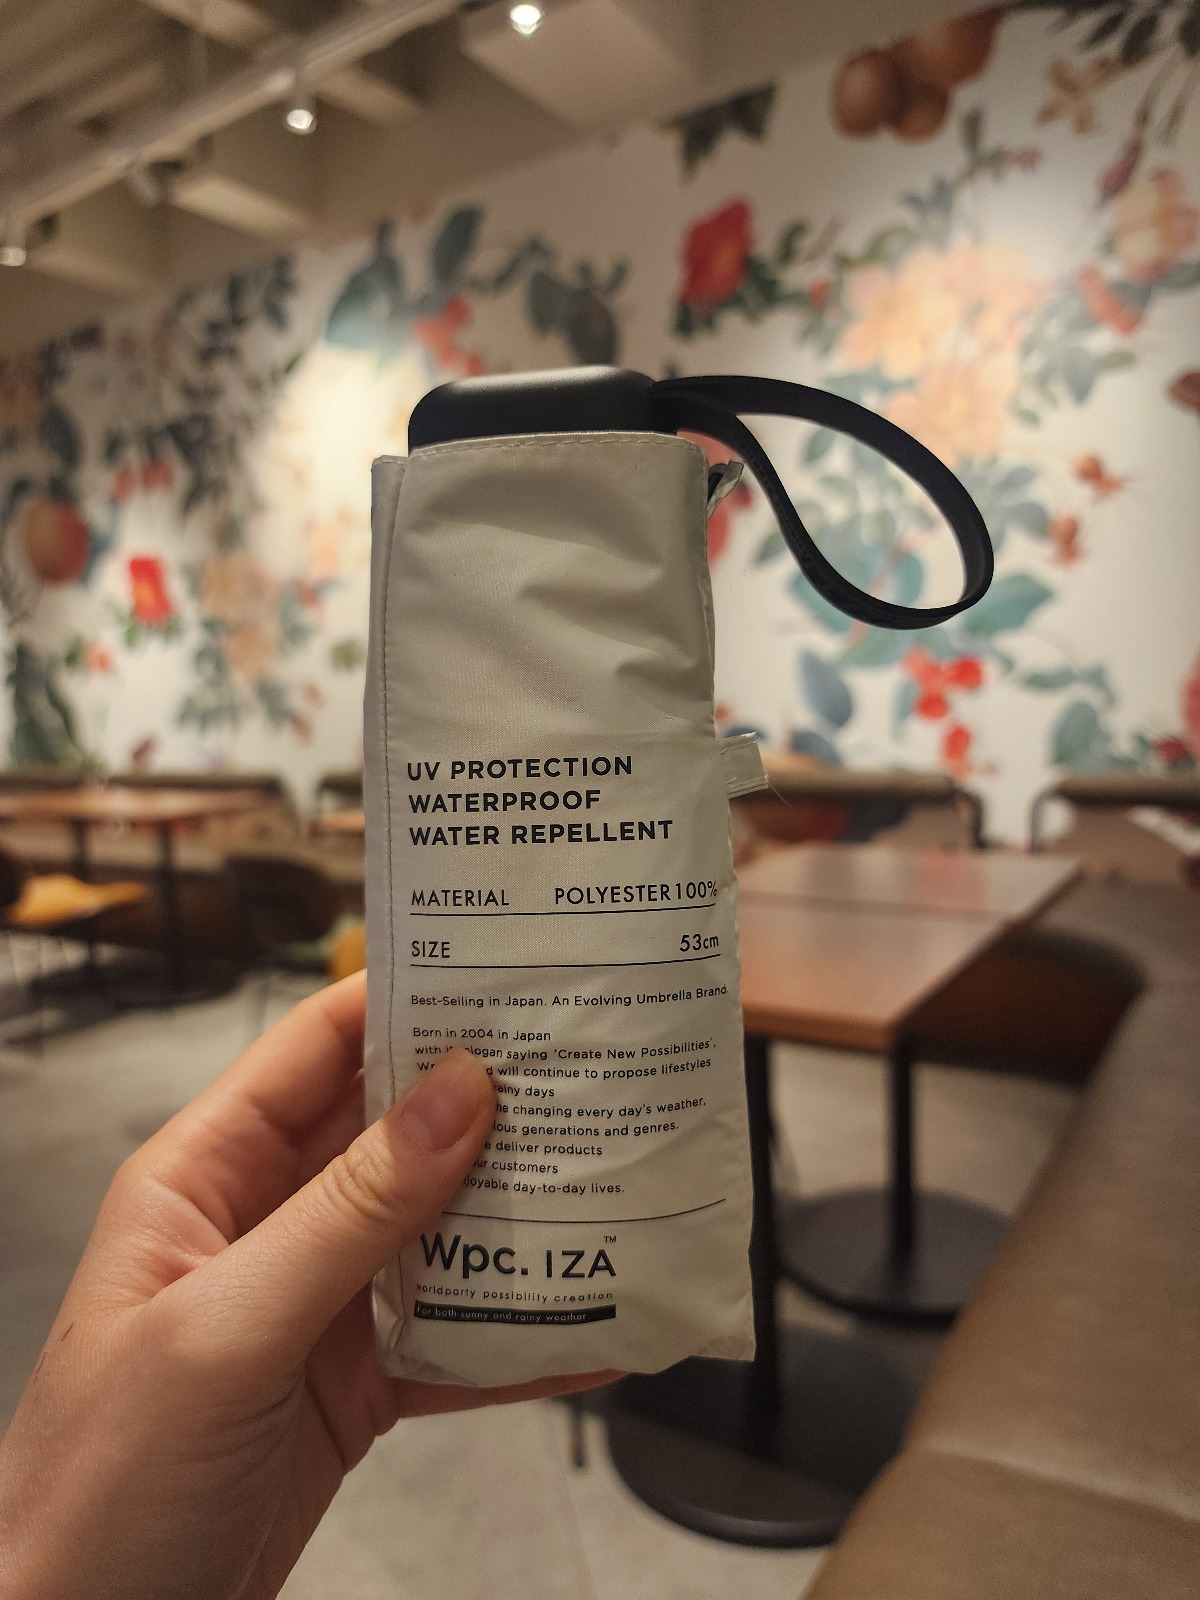 UV PROTECTION
WATERPROOF
WATER REPELLENT
MATERIAL POLYESTER100%
SIZE 53cm
Best-Selling in Japan. An Evolving Umbrella Brand.
Born in 2004 in Japan
with slogan saying 'Create New Possibilities',
will continue to propose lifestyles
rainy days
the changing every day's weather,
generations and genres.
deliver products
customers
day-to-day lives.
Wpc. IZA™
worldparty possibility creation
For both sunny and rainy weather